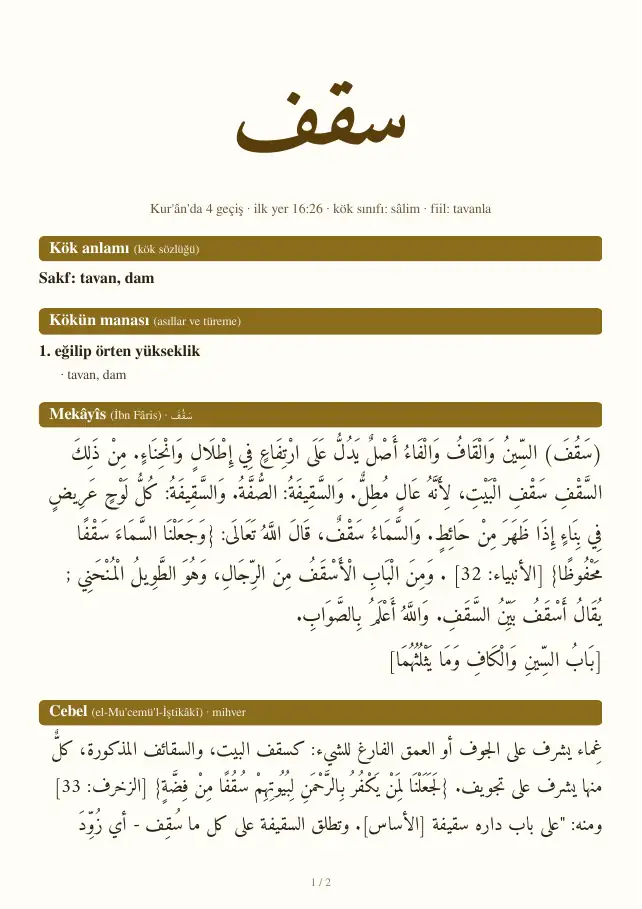 سقف
Kur'ân'da 4 geçiş · ilk yer 16:26 · kök sınıfı: sâlim · fiil: tavanla
Kök anlamı (kök sözlüğü)
Sakf: tavan, dam
Kökün manası (asıllar ve türeme)
1. eğilip örten yükseklik
· tavan, dam
Mekâyîs (İbn Fâris) · سَقُفَ
(سَقُفَ) السِّينُ وَالْقَافُ وَالْفَاءُ أَصْلٌ يَدُلُّ عَلَى ارْتِفَاعٍ فِي إِطْلَالٍ وَانْحِنَاءٍ. مِنْ ذَلِكَ
السَّقْفِ سَقْفِ الْبَيْتِ، لِأَنَّهُ عَالٍ مُطِلٌّ. وَالسَّقِيفَةُ: الصُّفَّةُ. وَالسَّقِيفَةُ: كُلُّ لَوْحٍ عَرِيضٍ
فِي بِنَاءٍ إِذَا ظَهَرَ مِنْ حَائِطٍ. وَالسَّمَاءُ سَقْفٌ، قَالَ اللَّهُ تَعَالَى: {وَجَعَلْنَا السَّمَاءَ سَقْفًا
مَحْفُوظًا} [الأنبياء: 32] . وَمِنَ الْبَابِ الْأَسْقَفُ مِنَ الرِّجَالِ، وَهُوَ الطَّوِيلُ الْمُنْحَنِي ;
يُقَالُ أَسْقَفُ بَيِّنُ السَّقَفِ. وَاللَّهُ أَعْلَمُ بِالصَّوَابِ.
[بَابُ السِّينِ وَالْكَافِ وَمَا يَثْلُثُهُمَا]
Cebel (el-Mu'cemü'l-İştikâkî) · mihver
غِماء يشرف على الجوف أو العمق الفارغ للشيء: كسقف البيت، والسقائف المذكورة، كلٌّ
منها يشرف على تجويف. {لَجَعَلْنَا لِمَنْ يَكْفُرُ بِالرَّحْمَنِ لِبُيُوتِهِمْ سُقُفًا مِنْ فِضَّةٍ} [الزخرف: 33]
ومنه: "على باب داره سقيفة [الأساس]. وتطلق السقيفة على كل ما سُقِف - أي زُوِّدَ
1 / 2